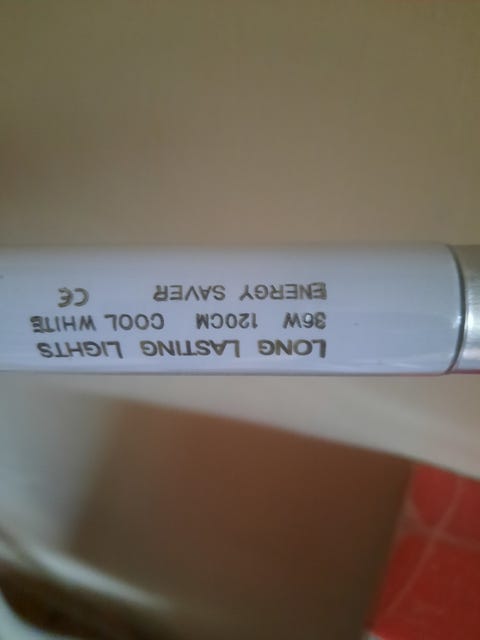 LONG LASTING LIGHTS
36W 120CM COOL WHITE
ENERGY SAVER CE